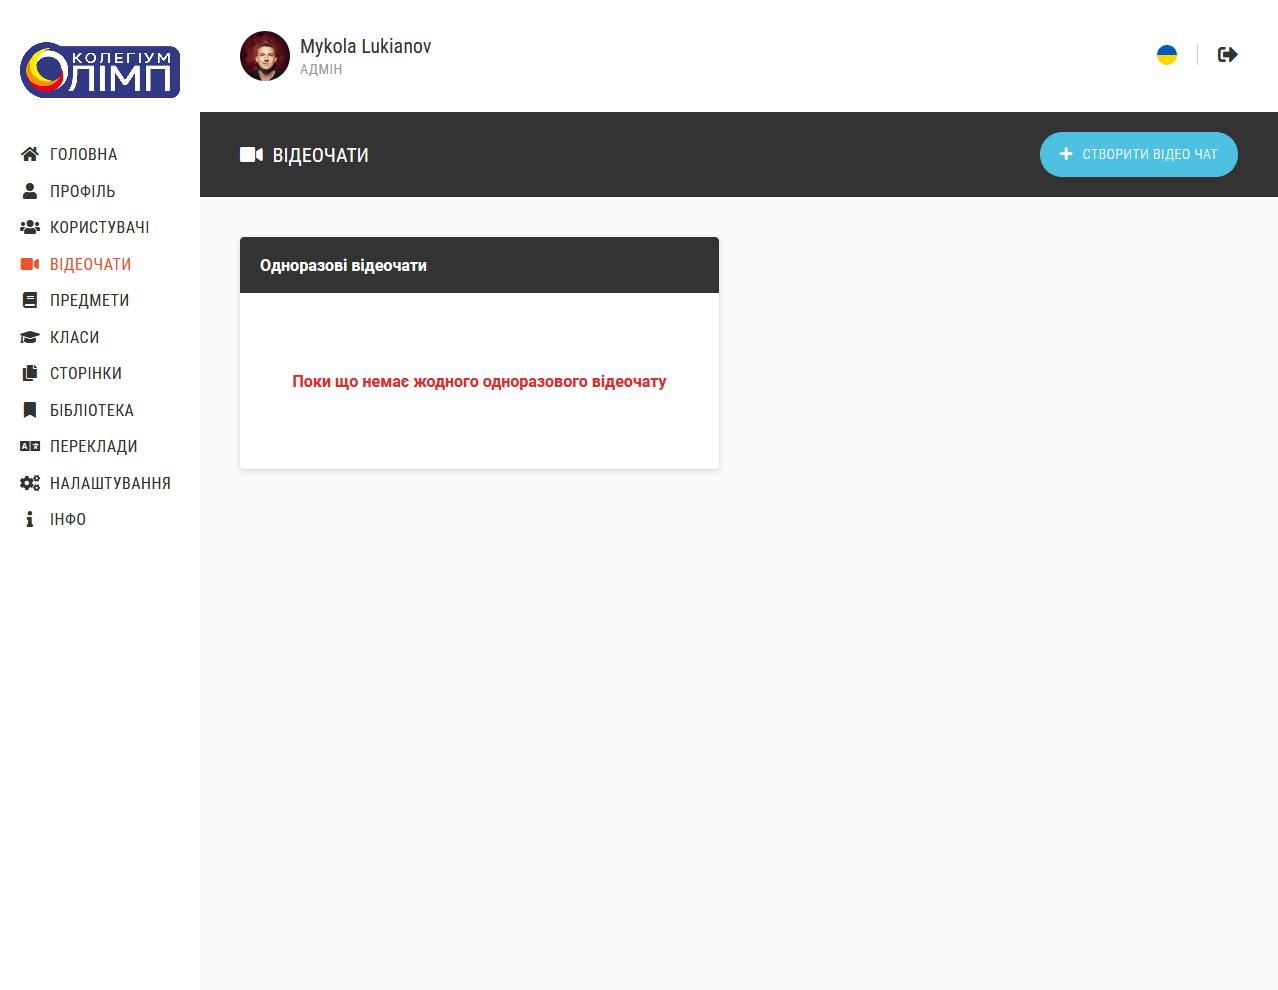 КОЛЕГІУМ
ОЛІМП
Mykola Lukianov
АДМІН
ГОЛОВНА
ПРОФІЛЬ
КОРИСТУВАЧІ
ВІДЕОЧАТИ
ПРЕДМЕТИ
КЛАСИ
СТОРІНКИ
БІБЛІОТЕКА
ПЕРЕКЛАДИ
НАЛАШТУВАННЯ
ІНФО
ВІДЕОЧАТИ
СТВОРИТИ ВІДЕО ЧАТ
Одноразові відеочати
Поки що немає жодного одноразового відеочату